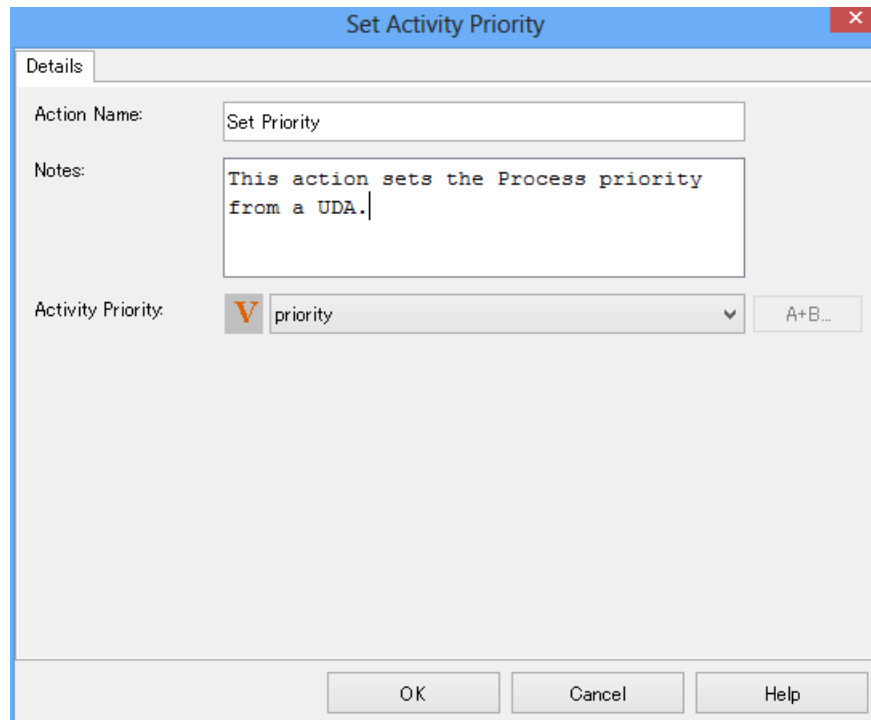 Set Activity Priority
Details
Action Name:
Set Priority
Notes:
This action sets the Process priority
from a UDA.
Activity Priority:
V priority A+B...
OK Cancel Help